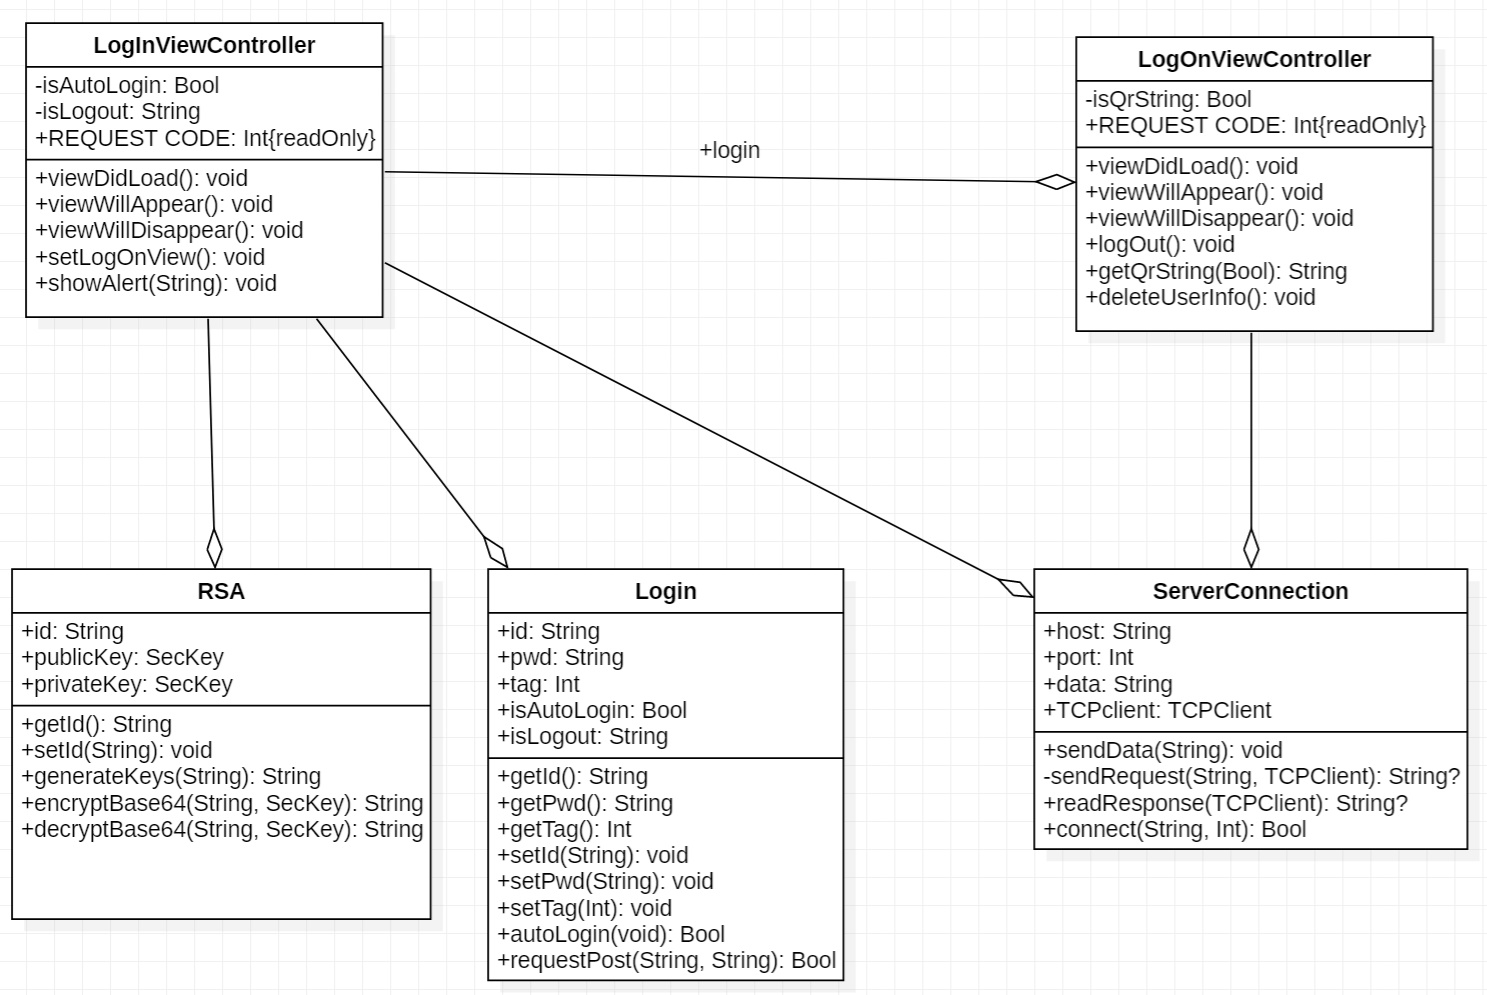 LogInViewController
-isAutoLogin: Bool
-isLogout: String
+REQUEST CODE: Int{readOnly}
+viewDidLoad(): void
+viewWillAppear(): void
+viewWillDisappear(): void
+setLogOnView(): void
+showAlert(String): void
+login
LogOnViewController
-isQrString: Bool
+REQUEST CODE: Int{readOnly}
+viewDidLoad(): void
+viewWillAppear(): void
+viewWillDisappear(): void
+logOut(): void
+getQrString(Bool): String
+deleteUserInfo(): void
RSA
+id: String
+publicKey: SecKey
+privateKey: SecKey
+getId(): String
+setId(String): void
+generateKeys(String): String
+encryptBase64(String, SecKey): String
+decryptBase64(String, SecKey): String
Login
+id: String
+pwd: String
+tag: Int
+isAutoLogin: Bool
+isLogout: String
+getId(): String
+getPwd(): String
+getTag(): Int
+setId(String): void
+setPwd(String): void
+setTag(Int): void
+autoLogin(void): Bool
+requestPost(String, String): Bool
ServerConnection
+host: String
+port: Int
+data: String
+TCPclient: TCPClient
+sendData(String): void
-sendRequest(String, TCPClient): String?
+readResponse(TCPClient): String?
+connect(String, Int): Bool